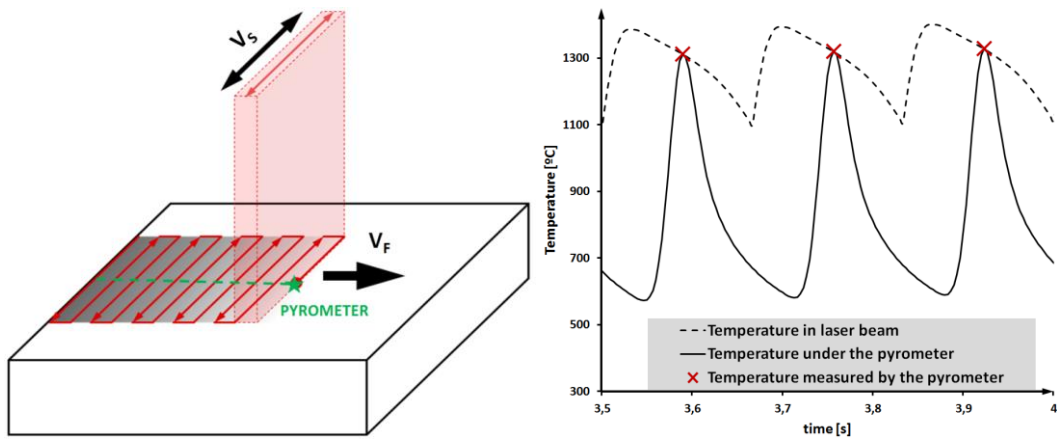 V_S
V_F
PYROMETER
Temperature [ºC]
1300
1100
900
700
500
300
3,5
3,6
3,7
3,8
3,9
4
time [s]
Temperature in laser beam
Temperature under the pyrometer
Temperature measured by the pyrometer